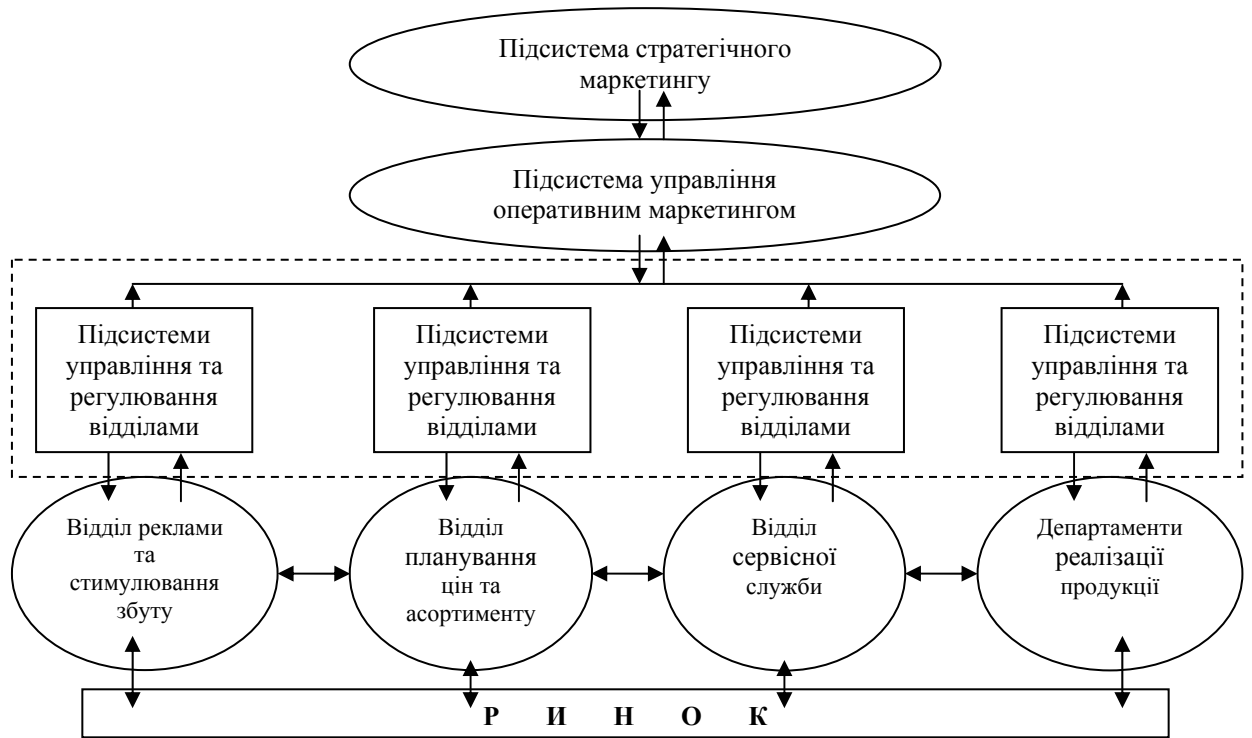 Підсистема стратегічного
маркетингу
Підсистема управління
оперативним маркетингом
Підсистеми
управління та
регулювання
відділами
Підсистеми
управління та
регулювання
відділами
Підсистеми
управління та
регулювання
відділами
Підсистеми
управління та
регулювання
відділами
Відділ реклами
та
стимулювання
збуту
Відділ
планування
цін та
асортименту
Відділ
сервісної
служби
Департаменти
реалізації
продукції
Р И Н О К